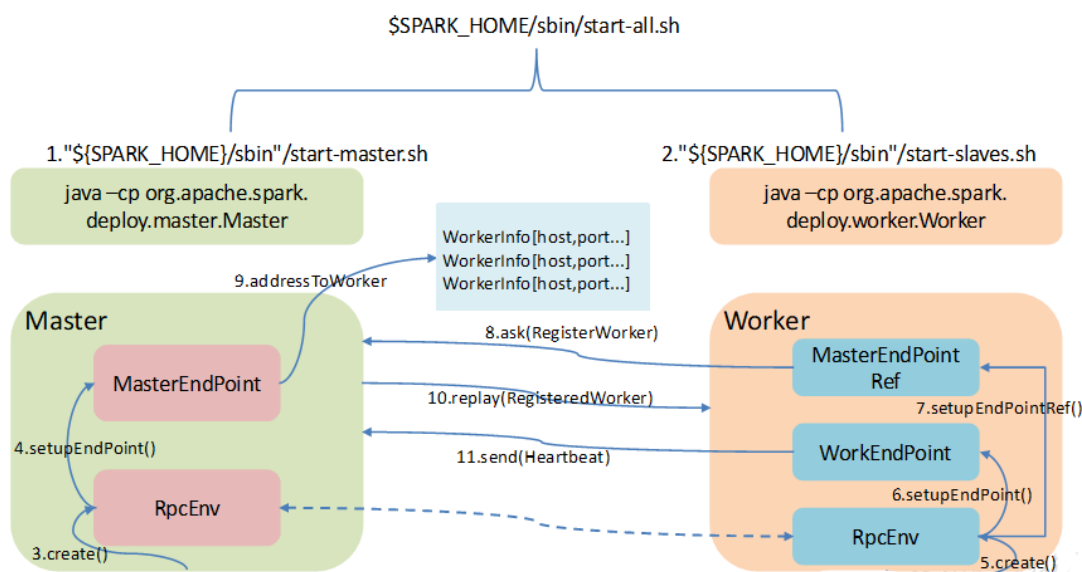 $SPARK_HOME/sbin/start-all.sh
1."${SPARK_HOME}/sbin"/start-master.sh
2."${SPARK_HOME}/sbin"/start-slaves.sh
java –cp org.apache.spark.
deploy.master.Master
java –cp org.apache.spark.
deploy.worker.Worker
WorkerInfo[host,port...]
WorkerInfo[host,port...]
WorkerInfo[host,port...]
9.addressToWorker
Master
Worker
8.ask(RegisterWorker)
MasterEndPoint
MasterEndPoint
Ref
10.replay(RegisteredWorker)
7.setupEndPointRef()
4.setupEndPoint()
11.send(Heartbeat)
WorkEndPoint
6.setupEndPoint()
RpcEnv
RpcEnv
3.create()
5.create()